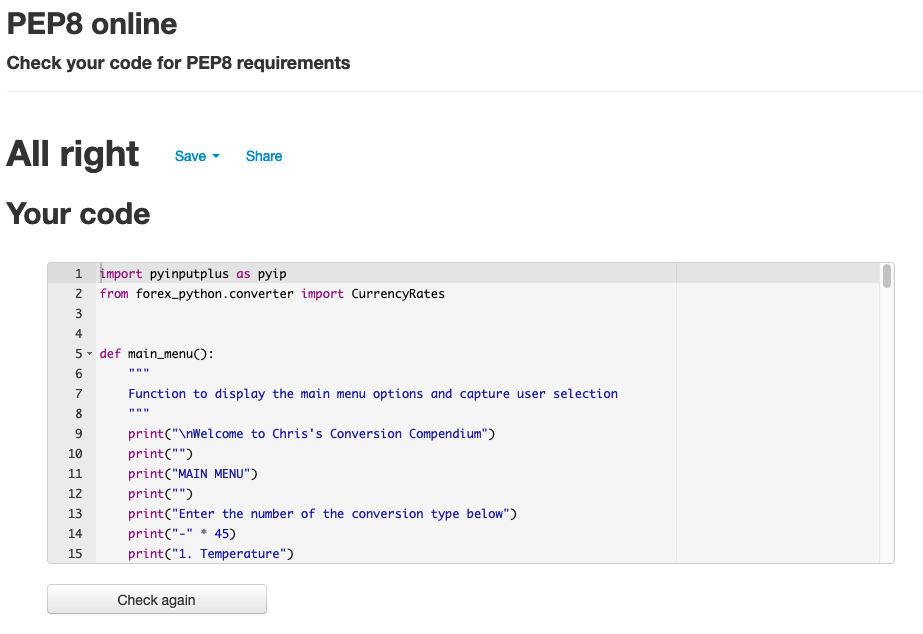 PEP8 online
Check your code for PEP8 requirements
All right Save Share
Your code
1 import pyinputplus as pyip
2 from forex_python.converter import CurrencyRates
3
4
5 def main_menu():
6 """
7 Function to display the main menu options and capture user selection
8 """
9 print("\nWelcome to Chris's Conversion Compendium")
10 print("")
11 print("MAIN MENU")
12 print("")
13 print("Enter the number of the conversion type below")
14 print("-" * 45)
15 print("1. Temperature")
Check again